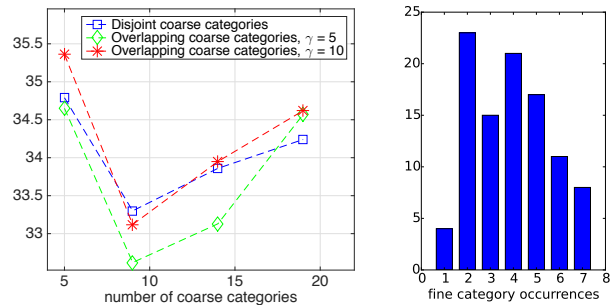 Disjoint coarse categories
Overlapping coarse categories, γ = 5
Overlapping coarse categories, γ = 10
35.5
35
34.5
34
33.5
33
5 10 15 20
number of coarse categories
25
20
15
10
5
0
0 1 2 3 4 5 6 7 8
fine category occurrences